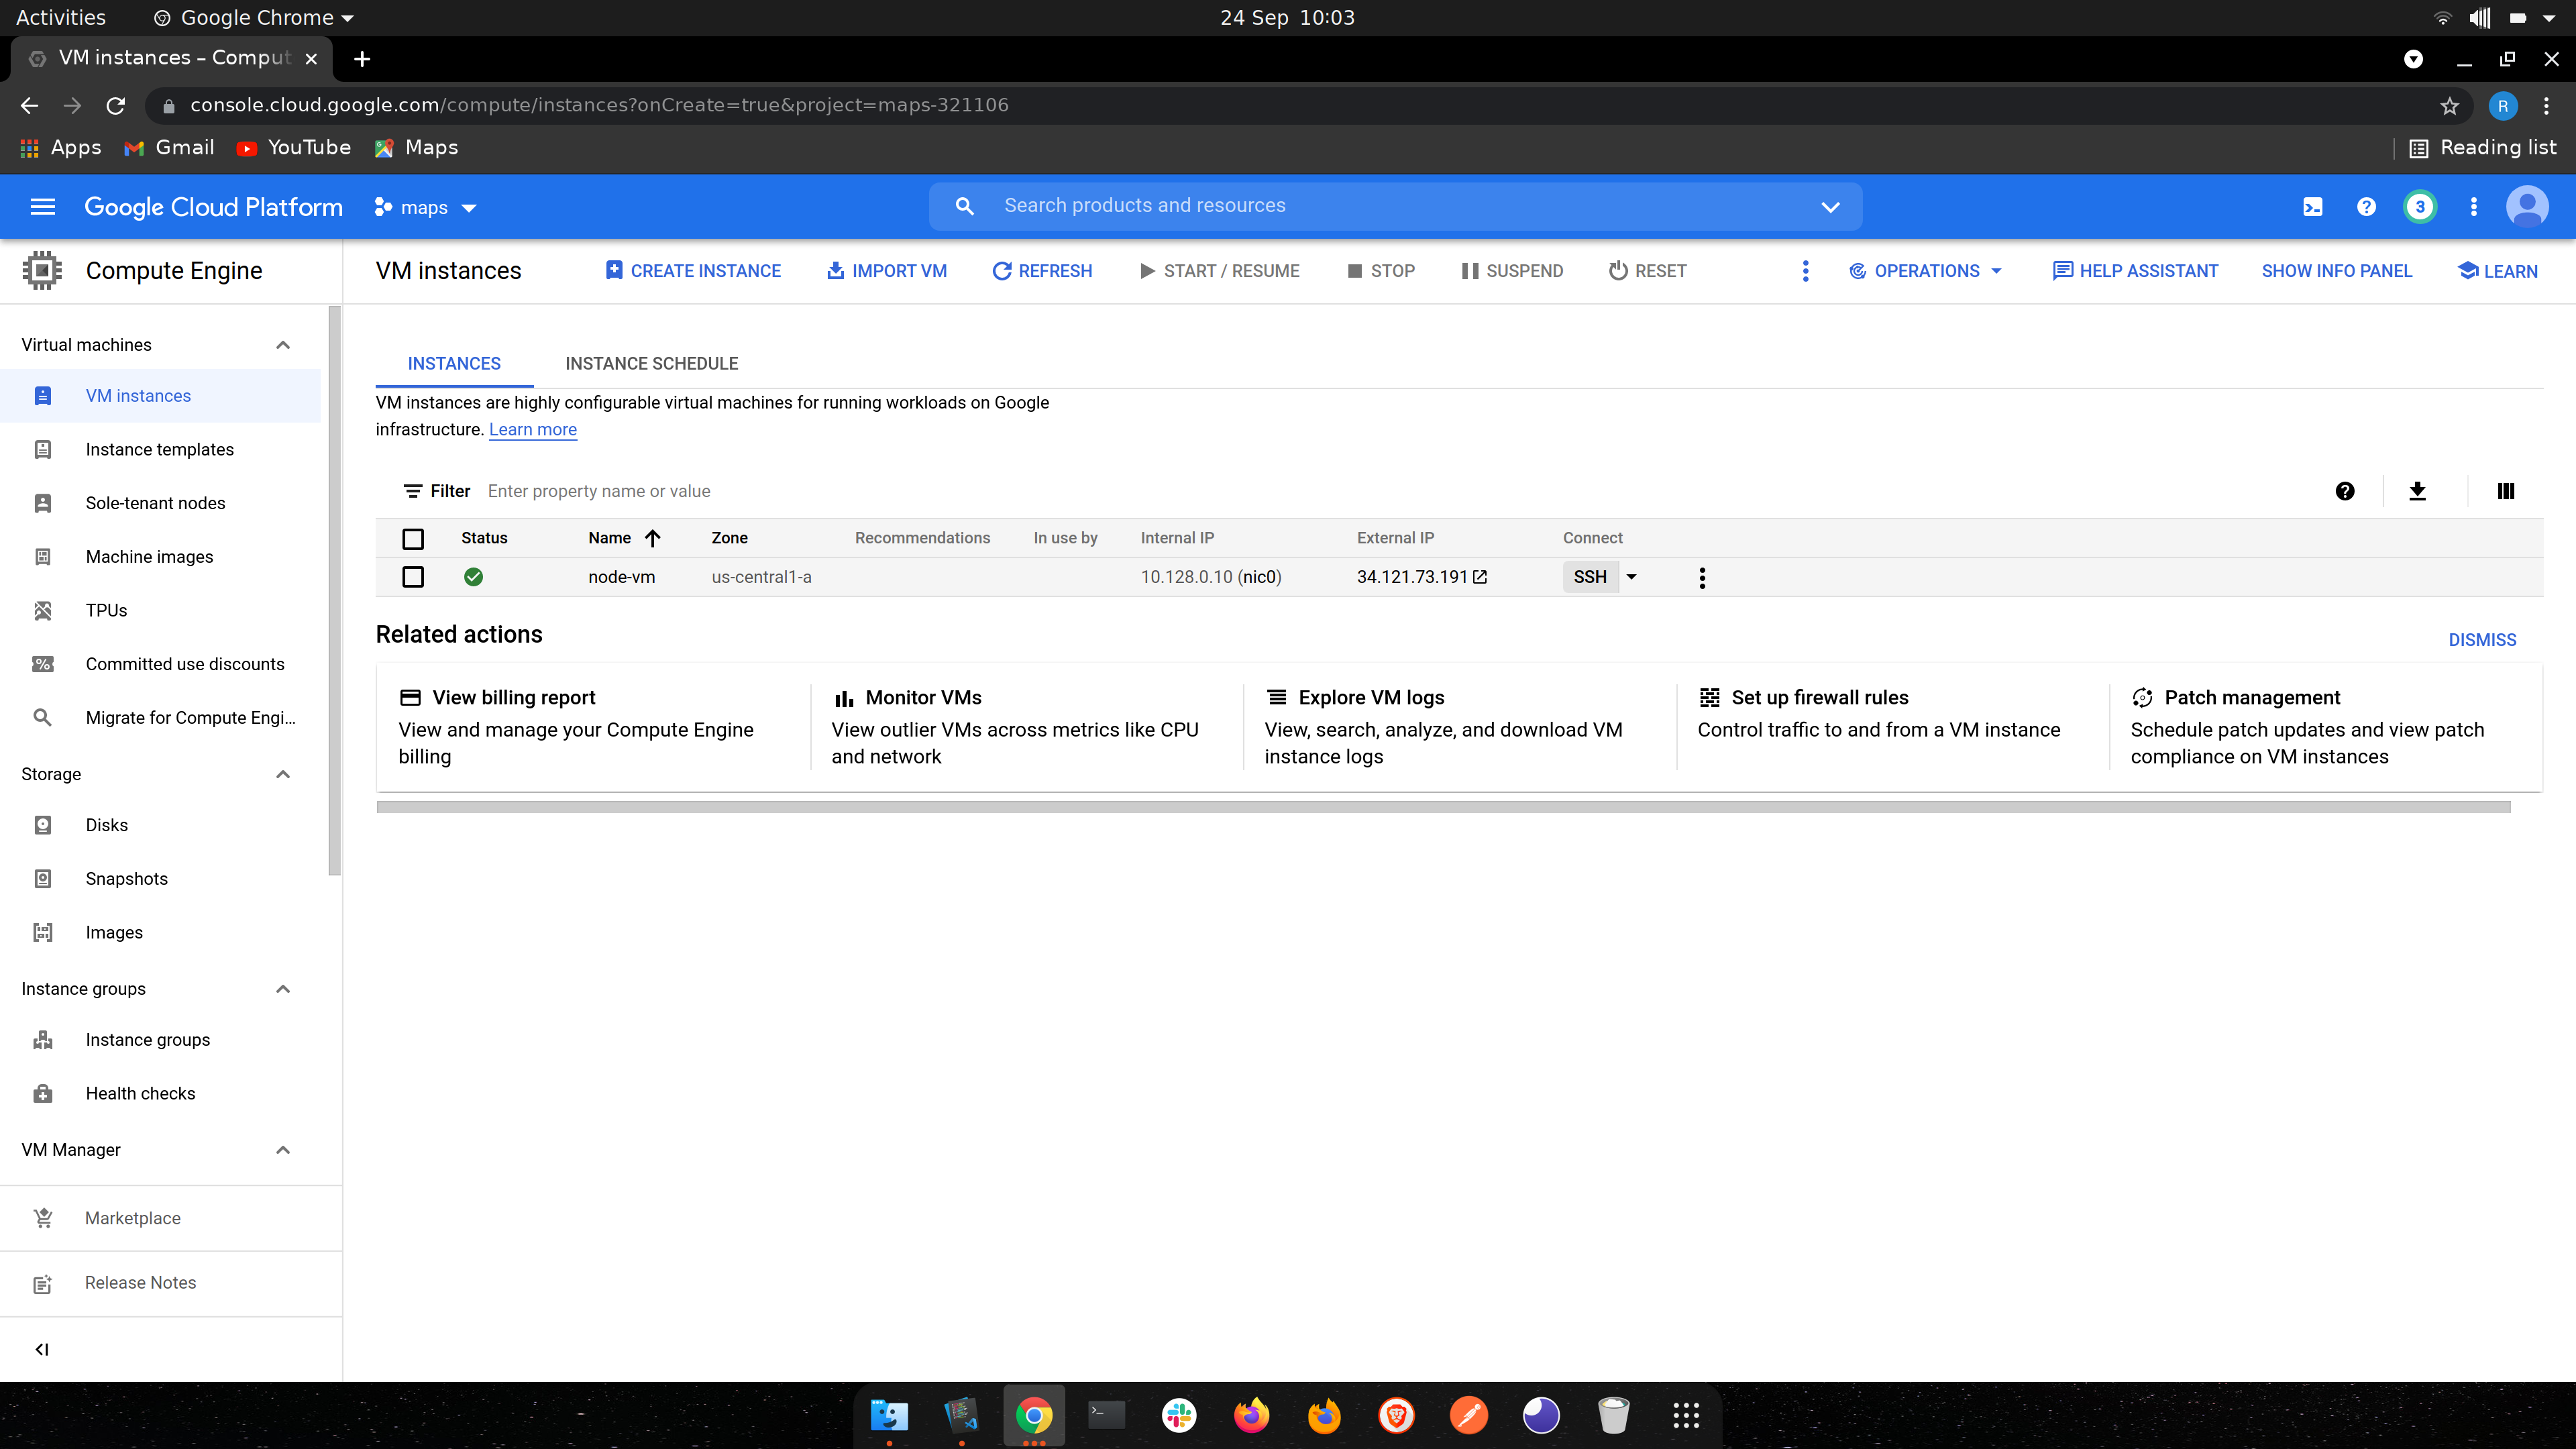 Activities Google Chrome 24 Sep 10:03
VM instances – Comput
console.cloud.google.com/compute/instances?onCreate=true&project=maps-321106
R
Apps Gmail YouTube Maps Reading list
Google Cloud Platform maps Search products and resources 3
Compute Engine
VM instances CREATE INSTANCE IMPORT VM REFRESH START / RESUME STOP SUSPEND RESET OPERATIONS HELP ASSISTANT SHOW INFO PANEL LEARN
Virtual machines
VM instances
Instance templates
Sole-tenant nodes
Machine images
TPUs
Committed use discounts
Migrate for Compute Engi...
Storage
Disks
Snapshots
Images
Instance groups
Instance groups
Health checks
VM Manager
Marketplace
Release Notes
INSTANCES INSTANCE SCHEDULE
VM instances are highly configurable virtual machines for running workloads on Google
infrastructure. Learn more
Filter Enter property name or value
Status Name Zone Recommendations In use by Internal IP External IP Connect
node-vm us-central1-a 10.128.0.10 (nic0) 34.121.73.191 SSH
Related actions DISMISS
View billing report
View and manage your Compute Engine
billing
Monitor VMs
View outlier VMs across metrics like CPU
and network
Explore VM logs
View, search, analyze, and download VM
instance logs
Set up firewall rules
Control traffic to and from a VM instance
Patch management
Schedule patch updates and view patch
compliance on VM instances